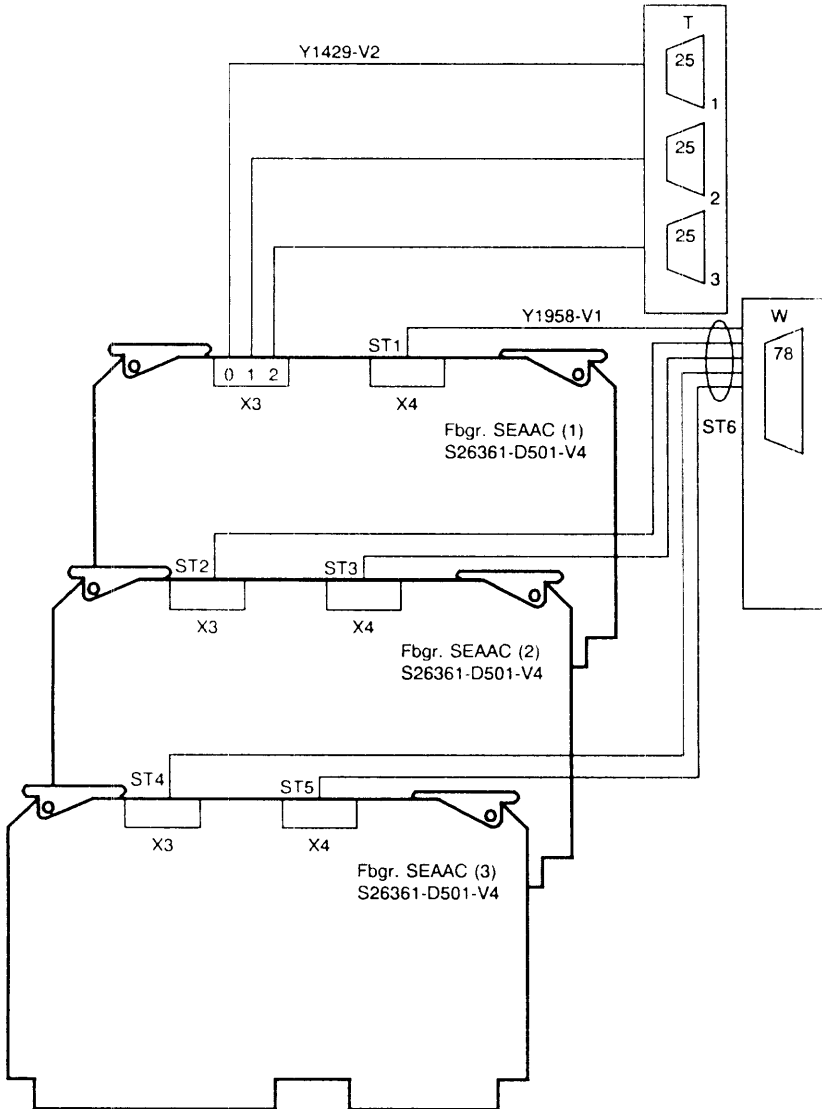 T
Y1429-V2
25
1
25
2
25
3
Y1958-V1
W
ST1
78
0 1 2
X3
X4
ST6
Fbgr. SEAAC (1)
S26361-D501-V4
ST2
ST3
X3
X4
Fbgr. SEAAC (2)
S26361-D501-V4
ST4
ST5
X3
X4
Fbgr. SEAAC (3)
S26361-D501-V4